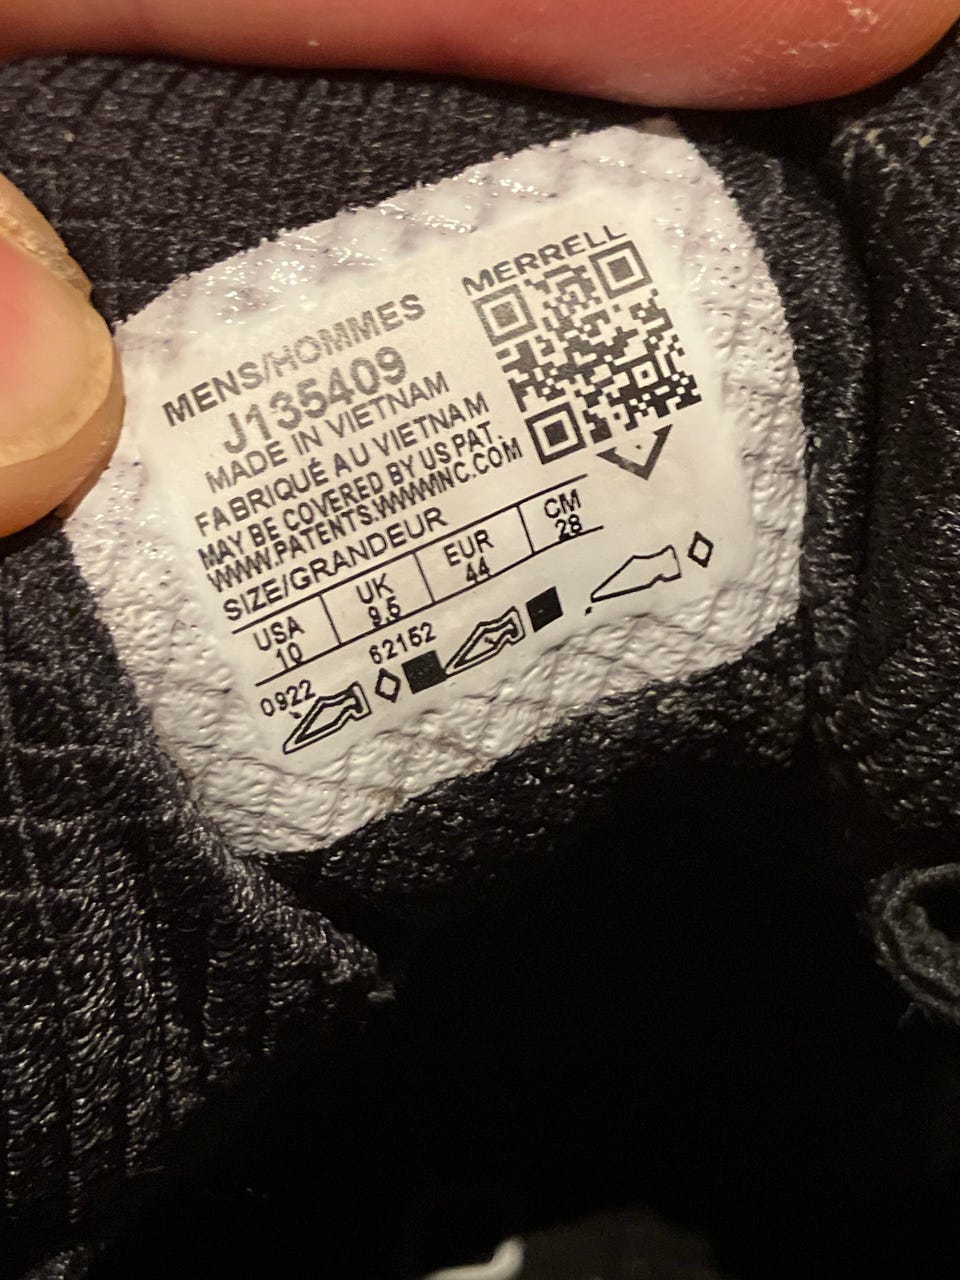 MERRELL
MENS/HOMMES
J135409
MADE IN VIETNAM
FABRIQUÉ AU VIETNAM
MAY BE COVERED BY US PAT.
WWW.PATENTS.WWWINC.COM
SIZE/GRANDEUR
USA UK EUR CM
10 9.5 44 28
0922 62152